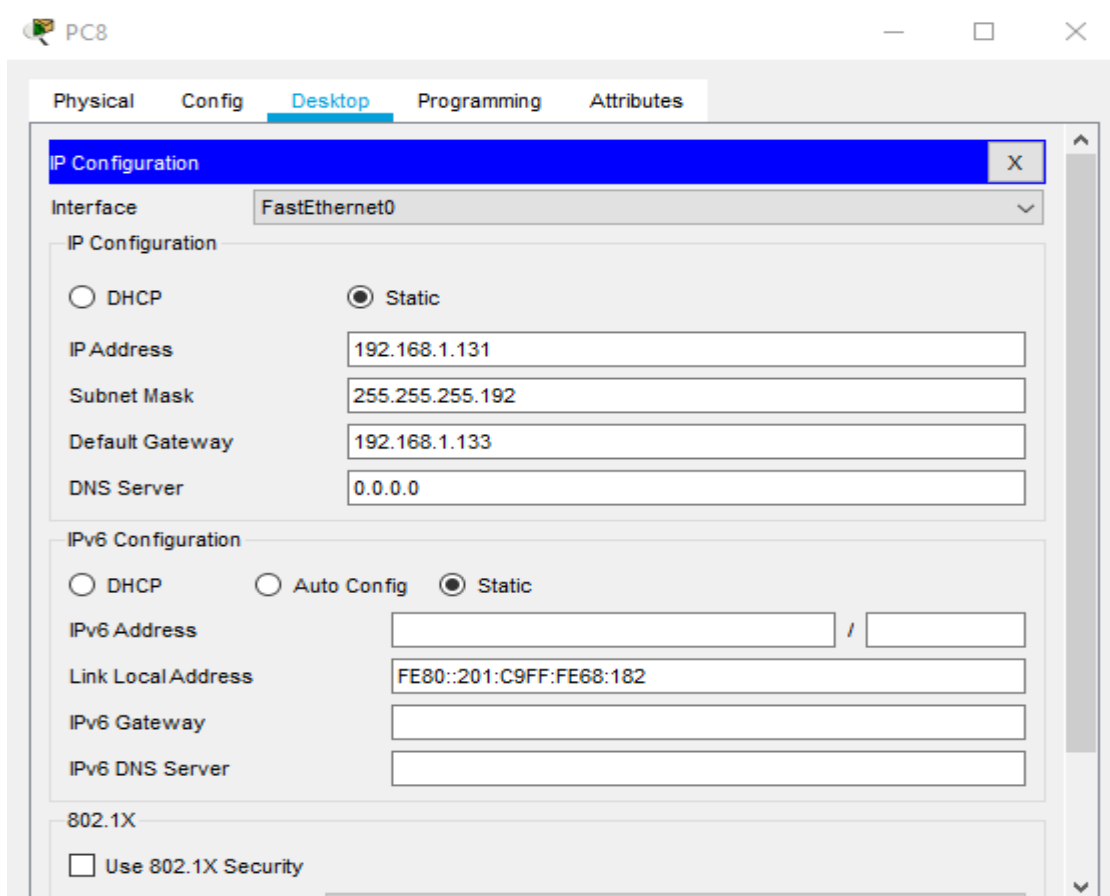 PC8
Physical Config Desktop Programming Attributes
IP Configuration X
Interface FastEthernet0
IP Configuration
DHCP Static
IP Address 192.168.1.131
Subnet Mask 255.255.255.192
Default Gateway 192.168.1.133
DNS Server 0.0.0.0
IPv6 Configuration
DHCP Auto Config Static
IPv6 Address /
Link Local Address FE80::201:C9FF:FE68:182
IPv6 Gateway
IPv6 DNS Server
802.1X
Use 802.1X Security